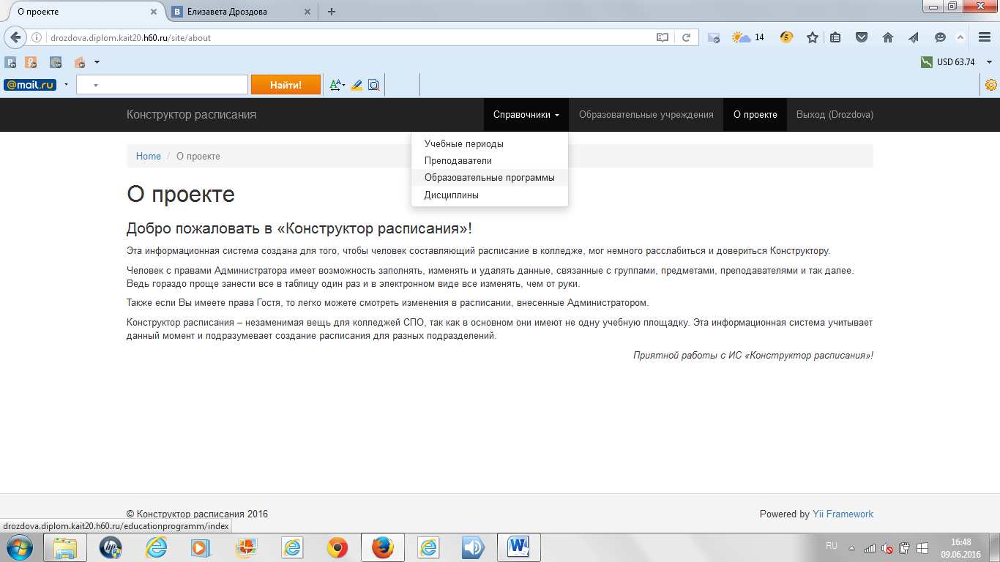 О проекте
В Елизавета Дроздова
drozdova.diplom.kait20.h60.ru/site/about
14
5
USD 63.74
@mail.ru
Найти!
Конструктор расписания
Справочники
Образовательные учреждения
О проекте
Выход (Drozdova)
Учебные периоды
Преподаватели
Образовательные программы
Дисциплины
Home / О проекте
О проекте
Добро пожаловать в «Конструктор расписания»!
Эта информационная система создана для того, чтобы человек составляющий расписание в колледже, мог немного расслабиться и довериться Конструктору.
Человек с правами Администратора имеет возможность заполнять, изменять и удалять данные, связанные с группами, предметами, преподавателями и так далее.
Ведь гораздо проще занести все в таблицу один раз и в электронном виде все изменять, чем от руки.
Также если Вы имеете права Гостя, то легко можете смотреть изменения в расписании, внесенные Администратором.
Конструктор расписания – незаменимая вещь для колледжей СПО, так как в основном они имеют не одну учебную площадку. Эта информационная система учитывает
данный момент и подразумевает создание расписания для разных подразделений.
Приятной работы с ИС «Конструктор расписания»!
© Конструктор расписания 2016
Powered by Yii Framework
drozdova.diplom.kait20.h60.ru/educationprogramm/index
RU
16:48
09.06.2016